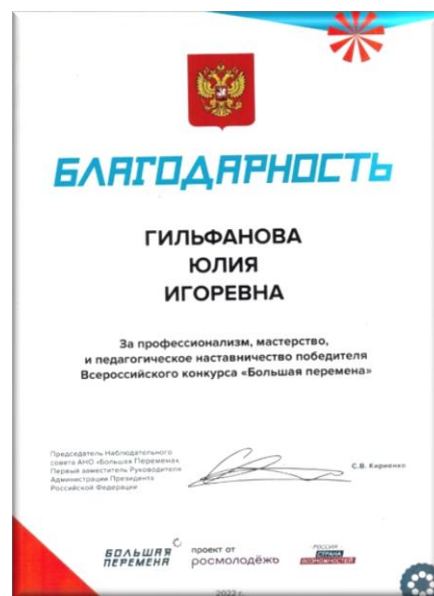 БЛАГОДАРНОСТЬ
ГИЛЬФАНОВА
ЮЛИЯ
ИГОРЕВНА
За профессионализм, мастерство,
и педагогическое наставничество победителя
Всероссийского конкурса «Большая перемена»
Председатель Наблюдательного
совета АНО «Большая Перемена»,
Первый заместитель Руководителя
Администрации Президента
Российской Федерации
С.В. Кириенко
БОЛЬШАЯ
ПЕРЕМЕНА
проект от
росмолодёжь
РОССИЯ –
СТРАНА
ВОЗМОЖНОСТЕЙ
2022 г.